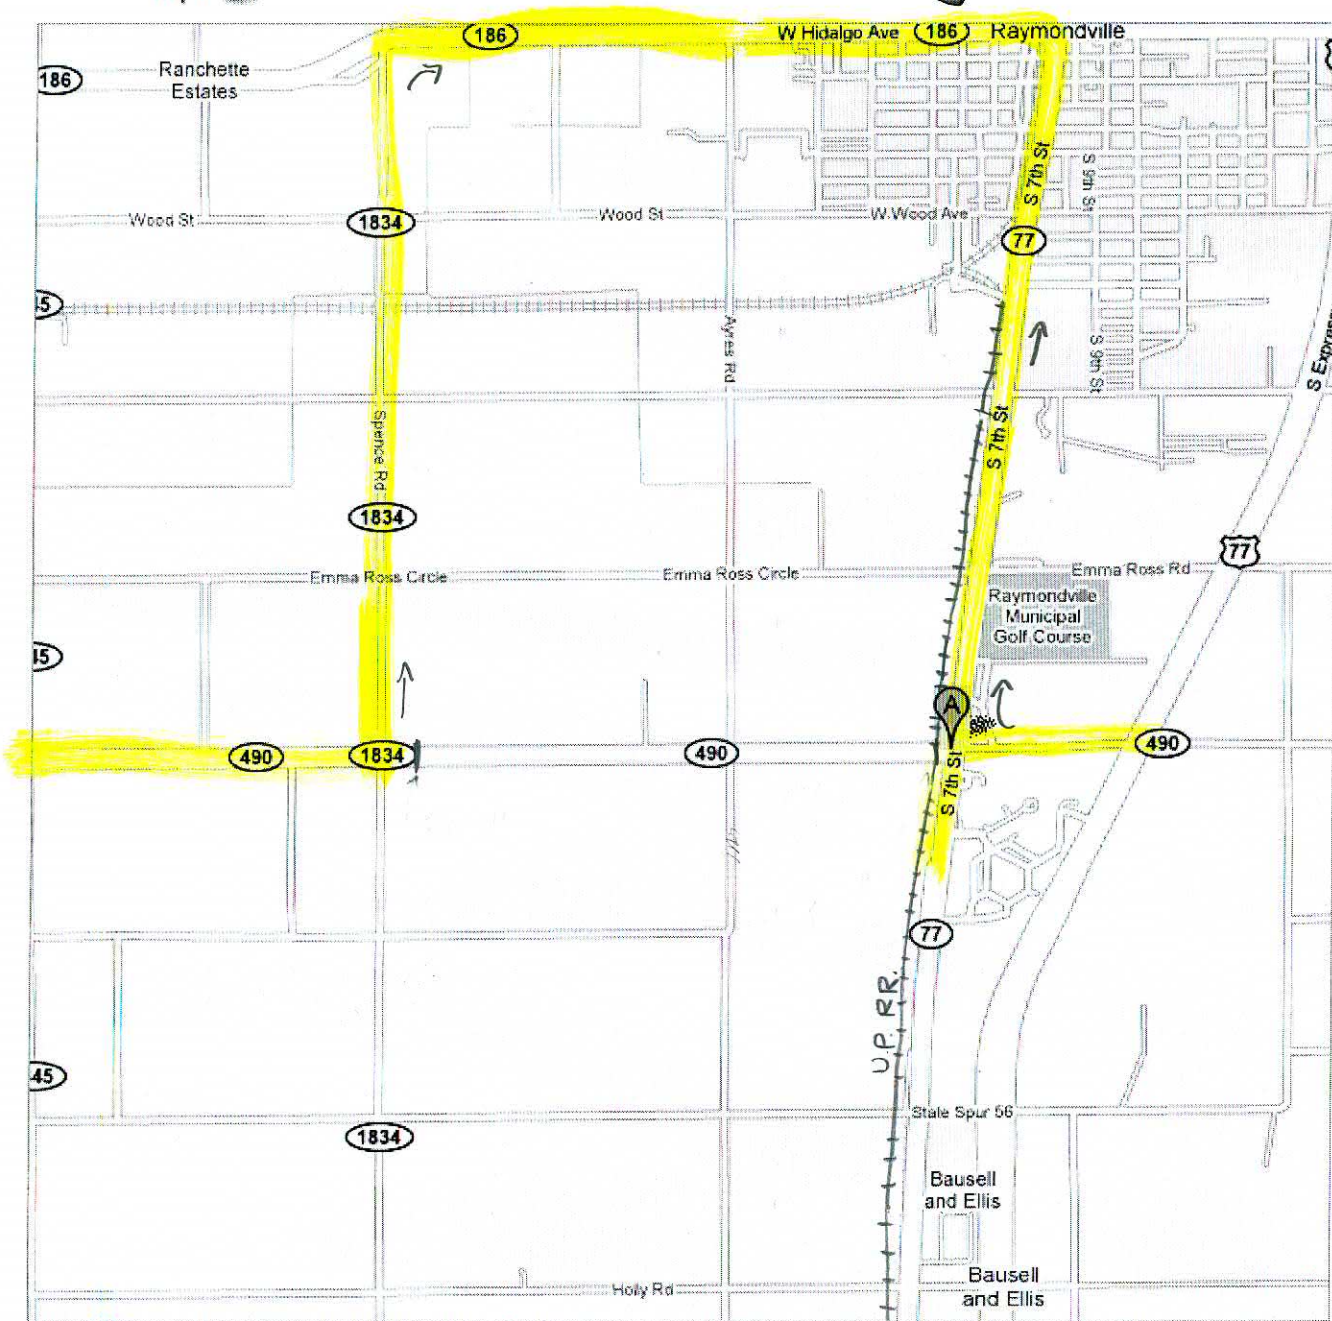 186
W Hidalgo Ave
186
Raymondville
186
Ranchette
Estates
S 7th St
S 9th St
Wood St
1834
Wood St
W Wood Ave
77
45
Ayres Rd
S 9th St
Spence Rd
S 7th St
1834
77
Emma Ross Circle
Emma Ross Circle
Emma Ross Rd
Raymondville
Municipal
Golf Course
45
A
490
1834
490
490
S 7th St
77
U.P. RR.
45
State Spur 56
1834
Bausell
and Ellis
Bausell
and Ellis
Holly Rd